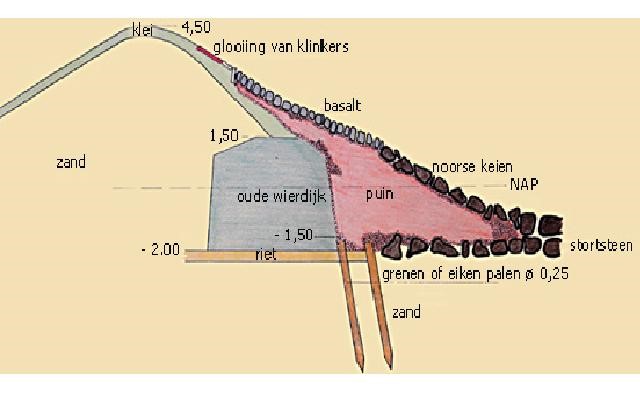 klei
4,50
glooiing van klinkers
basalt
1,50
zand
noorse keien
NAP
oude wierdijk
puin
- 1,50
- 2.00
riet
stortsteen
grenen of eiken palen ø 0,25
zand